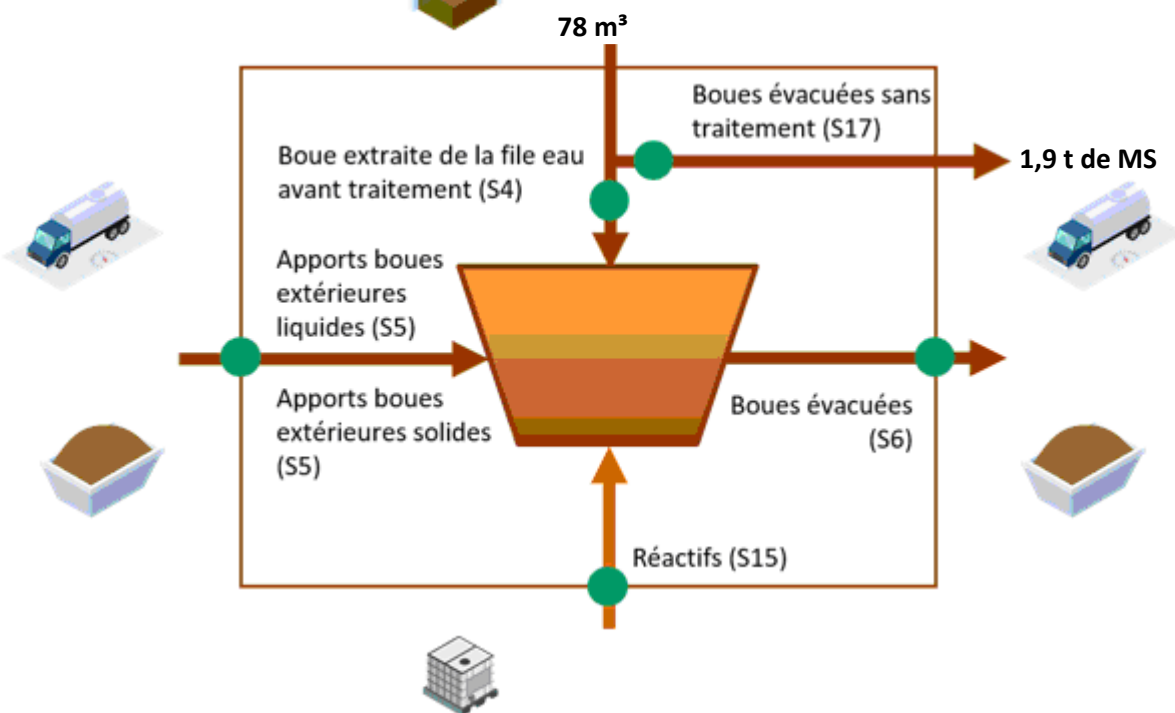 78 m³
Boues évacuées sans
traitement (S17)
Boue extraite de la file eau
avant traitement (S4)
1,9 t de MS
Apports boues
extérieures
liquides (S5)
Apports boues
extérieures solides
(S5)
Boues évacuées
(S6)
Réactifs (S15)